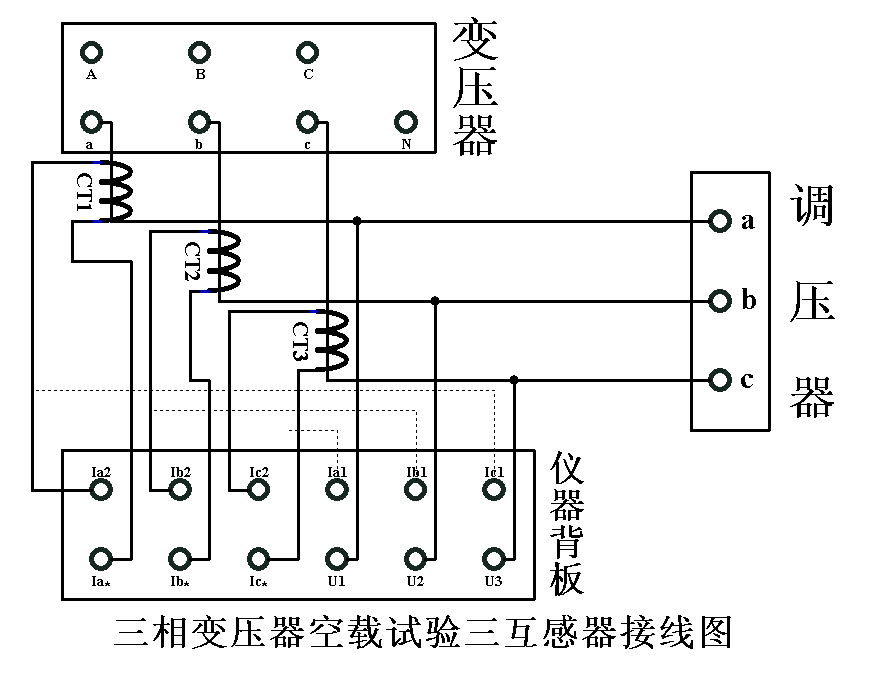 变压器
A B C
a b c N
CT1
CT2
CT3
调压器
a
b
c
Ia2 Ib2 Ic2 Ia1 Ib1 Ic1
Ia* Ib* Ic* U1 U2 U3
仪器背板
三相变压器空载试验三互感器接线图